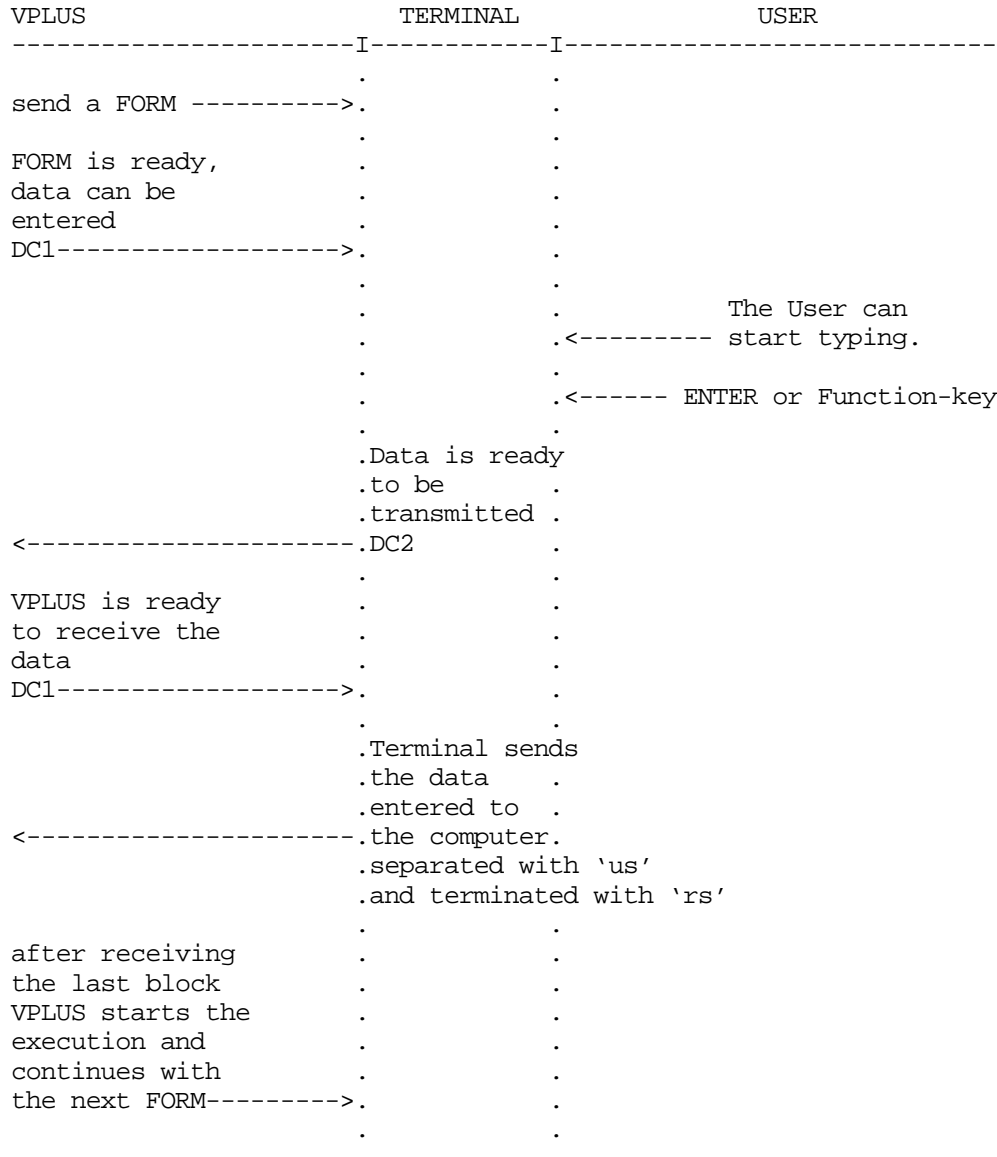 VPLUS                     TERMINAL                USER
-----------------------I------------I-----------------------------
                       .            .
send a FORM ---------->.            .
                       .            .
FORM is ready,         .            .
data can be            .            .
entered                .            .
DC1------------------->.            .
                       .            .
                       .            .           The User can
                       .            .<--------- start typing.
                       .            .
                       .            .<------ ENTER or Function-key
                       .            .
                       .Data is ready
                       .to be       .
                       .transmitted .
<----------------------.DC2         .
                       .            .
VPLUS is ready         .            .
to receive the         .            .
data                   .            .
DC1------------------->.            .
                       .            .
                       .Terminal sends
                       .the data    .
                       .entered to  .
<----------------------.the computer.
                       .separated with ‘us’
                       .and terminated with ‘rs’
                       .            .
after receiving        .            .
the last block         .            .
VPLUS starts the       .            .
execution and          .            .
continues with         .            .
the next FORM--------->.            .
                       .            .